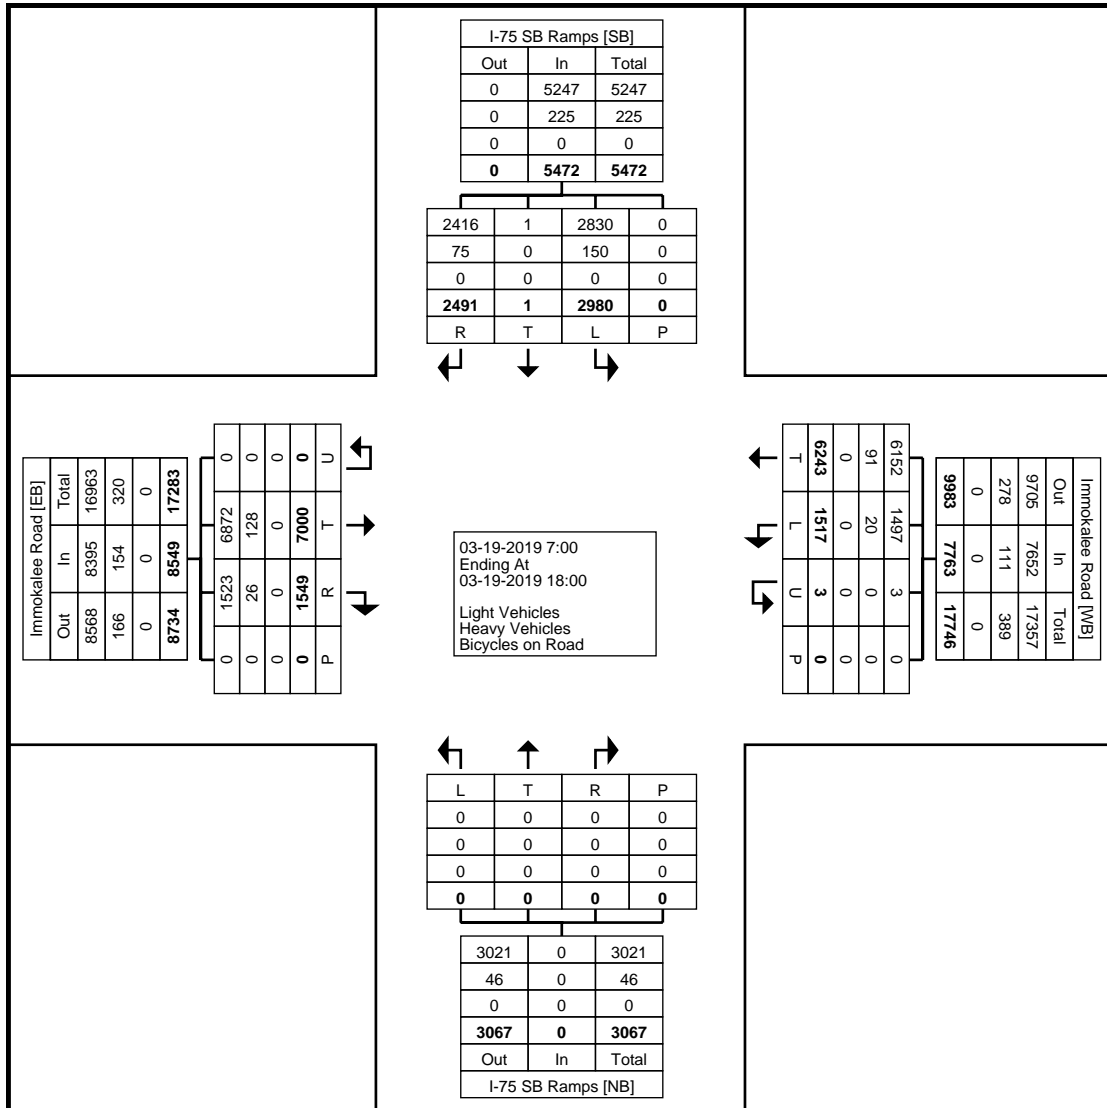 I-75 SB Ramps [SB]
Out In Total
0 5247 5247
0 225 225
0 0 0
0 5472 5472
2416 1 2830 0
75 0 150 0
0 0 0 0
2491 1 2980 0
R T L P
Immokalee Road [EB]
Total In Out
16963 8395 8568
320 154 166
0 0 0
17283 8549 8734
0 6872 1523 0
0 128 26 0
0 0 0 0
0 7000 1549 0
U T R P
03-19-2019 7:00
Ending At
03-19-2019 18:00
Light Vehicles
Heavy Vehicles
Bicycles on Road
Immokalee Road [WB]
Out In Total
9705 7652 17357
278 111 389
0 0 0
9983 7763 17746
6152 1497 3 0
91 20 0 0
0 0 0 0
6243 1517 3 0
T L U P
L T R P
0 0 0 0
0 0 0 0
0 0 0 0
0 0 0 0
3021 0 3021
46 0 46
0 0 0
3067 0 3067
Out In Total
I-75 SB Ramps [NB]